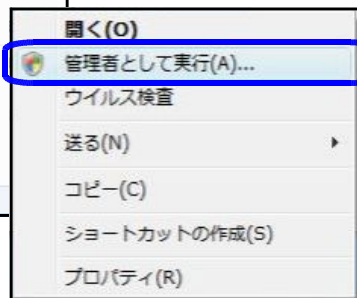 開く(O)
管理者として実行(A)...
ウイルス検査
送る(N)
コピー(C)
ショートカットの作成(S)
プロパティ(R)